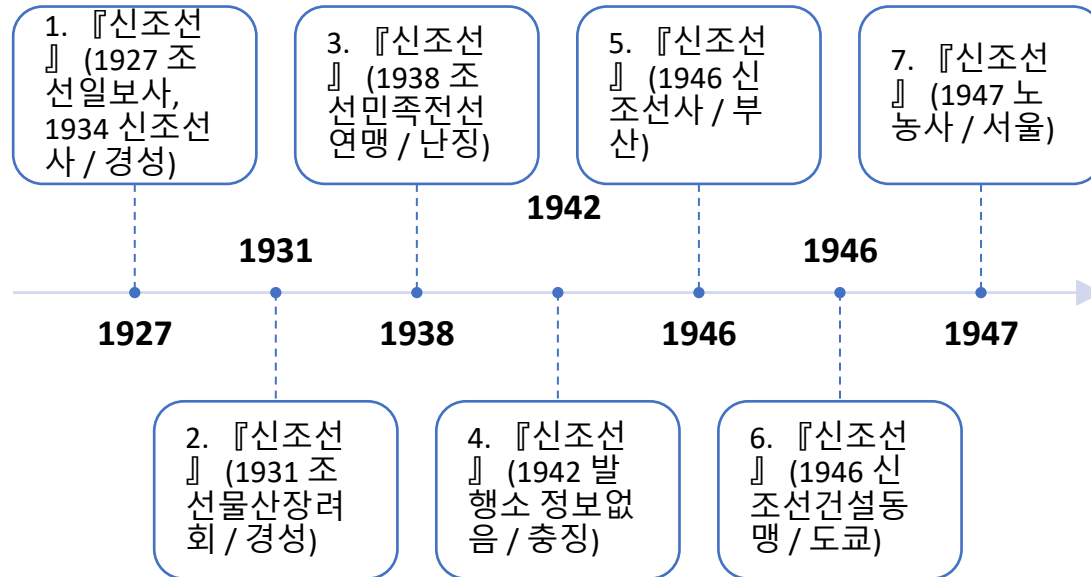 1. 『신조선
』 (1927 조
선일보사,
1934 신조선
사 / 경성)
3. 『신조선
』 (1938 조
선민족전선
연맹 / 난징)
5. 『신조선
』 (1946 신
조선사 / 부
산)
7. 『신조선
』 (1947 노
농사 / 서울)
1942
1931
1946
1927
1938
1946
1947
2. 『신조선
』 (1931 조
선물산장려
회 / 경성)
4. 『신조선
』 (1942 발
행소 정보없
음 / 충징)
6. 『신조선
』 (1946 신
조선건설동
맹 / 도쿄)